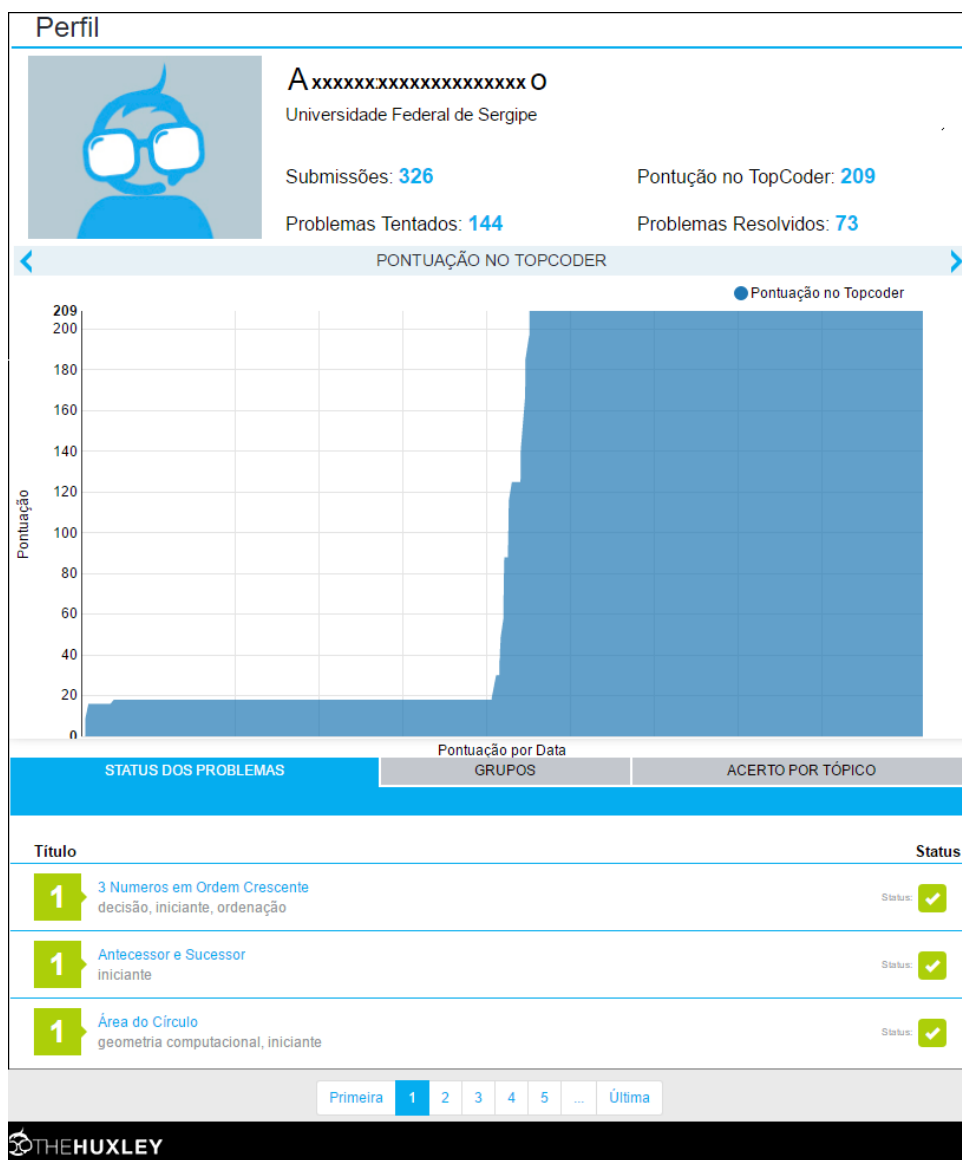 Perfil
A xxxxxxxxxxxxxxxxxxxxx O
Universidade Federal de Sergipe
Submissões: 326 Pontução no TopCoder: 209
Problemas Tentados: 144 Problemas Resolvidos: 73
PONTUAÇÃO NO TOPCODER
Pontuação no Topcoder
209
200
180
160
140
120
100
80
60
40
20
0
Pontuação
Pontuação por Data
STATUS DOS PROBLEMAS GRUPOS ACERTO POR TÓPICO
Título Status
1 3 Numeros em Ordem Crescente Status:
decisão, iniciante, ordenação
1 Antecessor e Sucessor Status:
iniciante
1 Área do Círculo Status:
geometria computacional, iniciante
Primeira 1 2 3 4 5 ... Última
THEHUXLEY